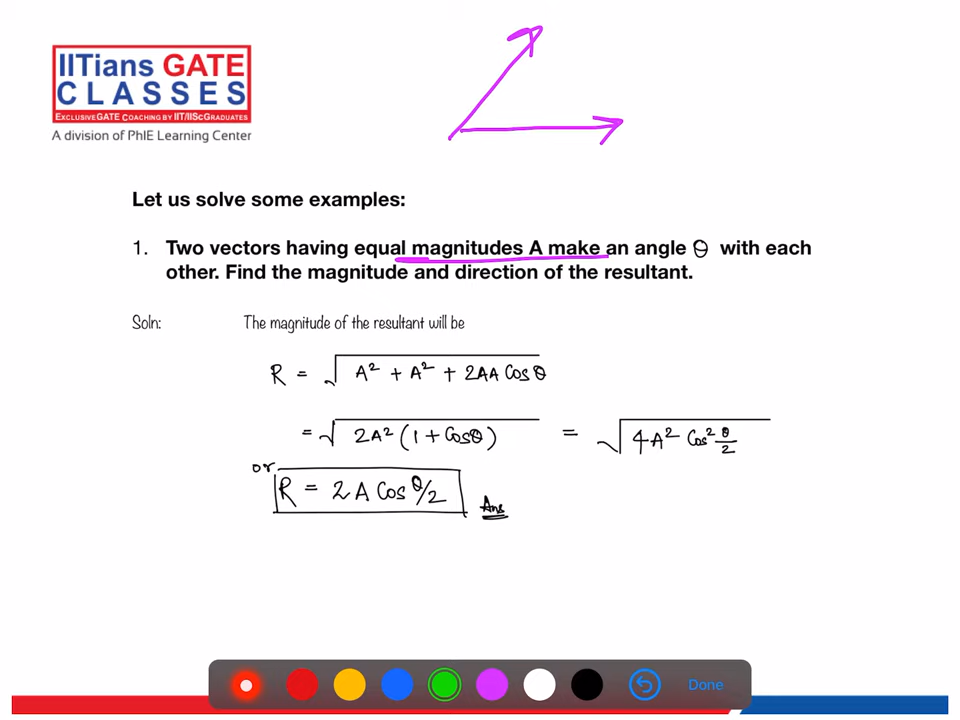 IITians GATE
CLASSES
EXCLUSIVE GATE COACHING BY IIT/IISc GRADUATES
A division of PhIE Learning Center
Let us solve some examples:
1. Two vectors having equal magnitudes A make an angle θ with each
other. Find the magnitude and direction of the resultant.
Soln: The magnitude of the resultant will be
R = √(A² + A² + 2AA Cosθ)
= √(2A² (1 + Cosθ)) = √(4A² Cos² θ/2)
or R = 2 A Cos θ/2 Ans
Done